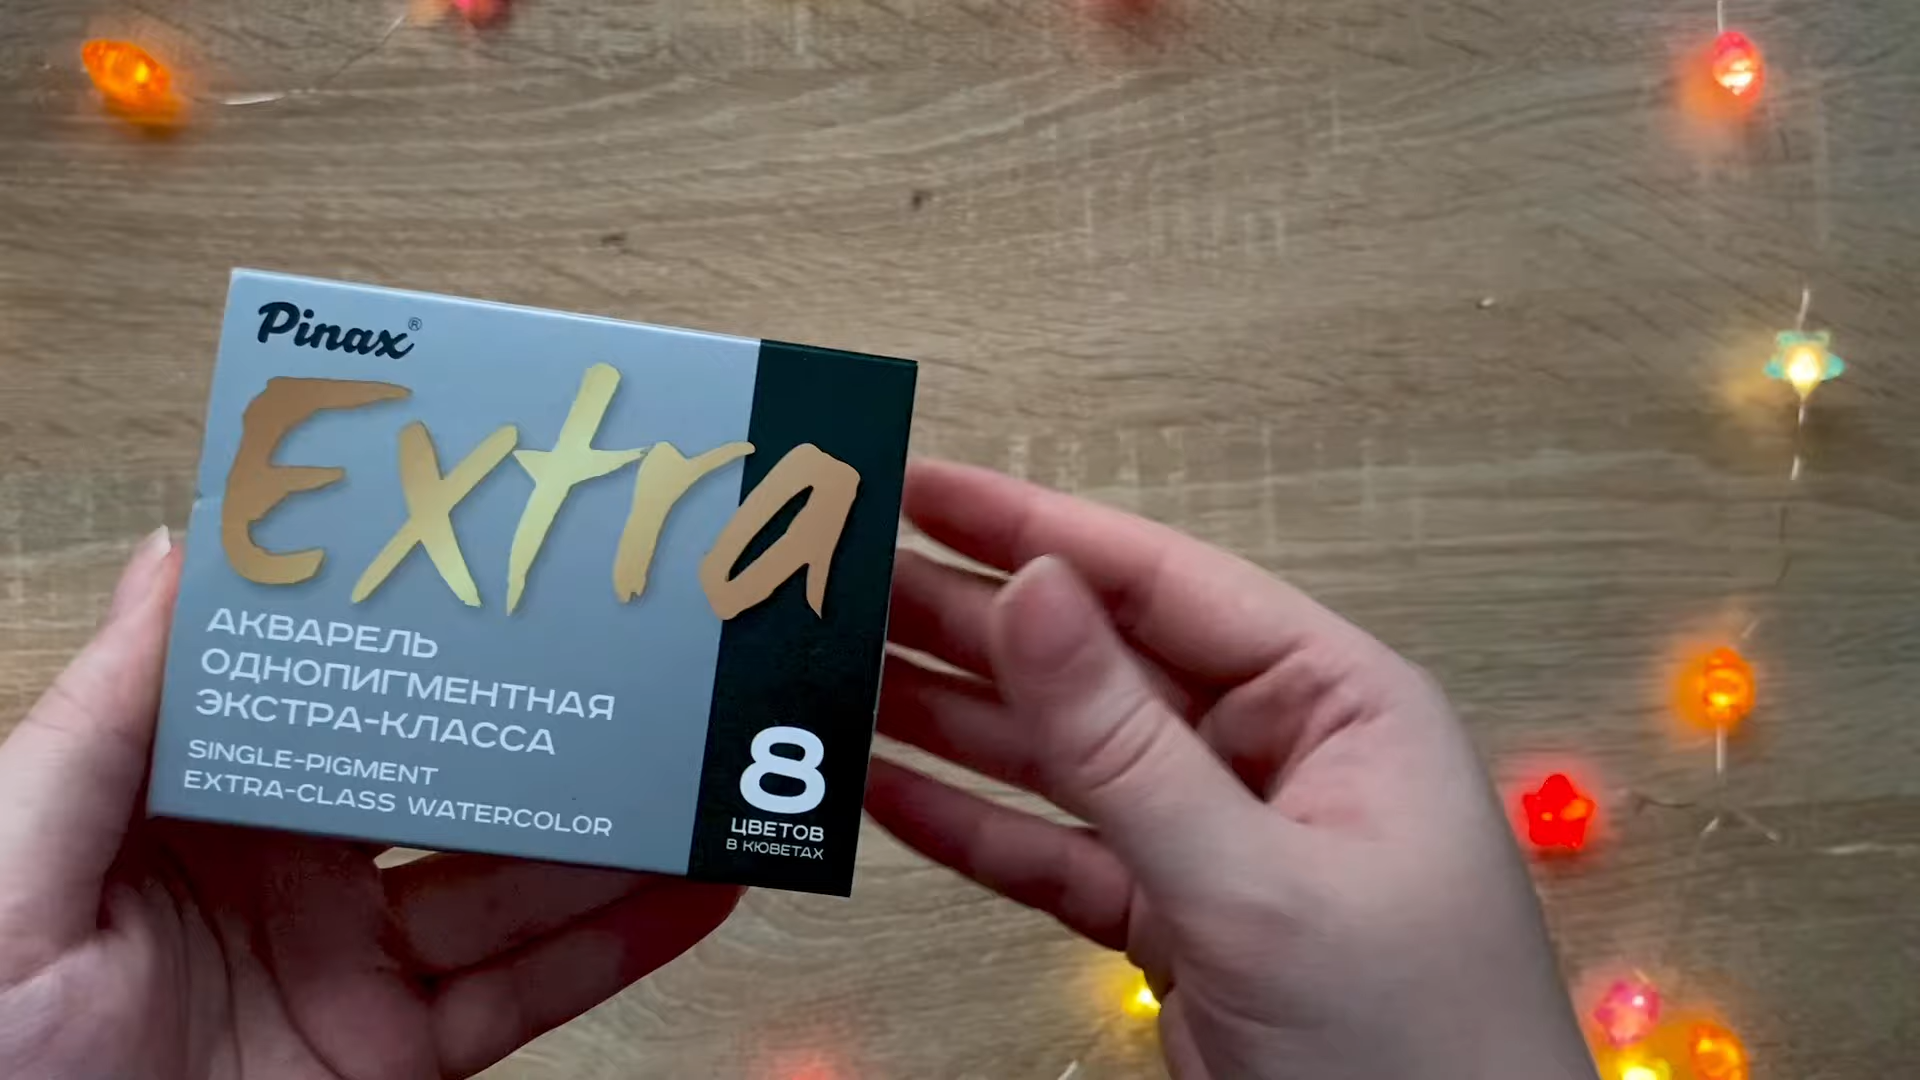 Pinax®
Extra
АКВАРЕЛЬ
ОДНОПИГМЕНТНАЯ
ЭКСТРА-КЛАССА
SINGLE-PIGMENT
EXTRA-CLASS WATERCOLOR
8
ЦВЕТОВ
В КЮВЕТАХ